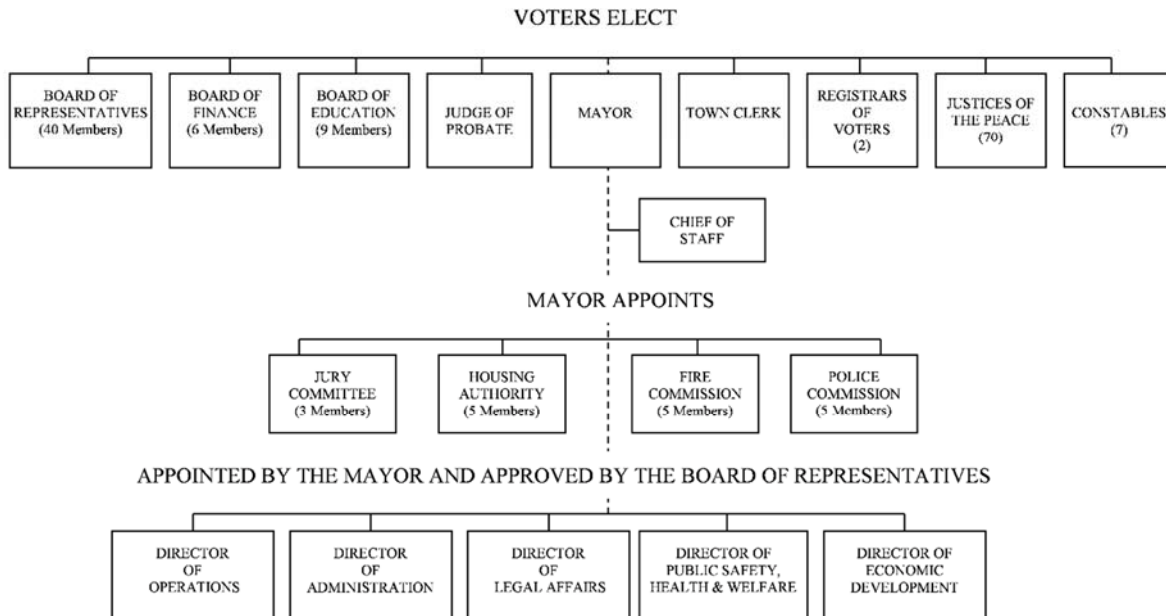 VOTERS ELECT
BOARD OF
REPRESENTATIVES
(40 Members)
BOARD OF
FINANCE
(6 Members)
BOARD OF
EDUCATION
(9 Members)
JUDGE OF
PROBATE
MAYOR
TOWN CLERK
REGISTRARS
OF
VOTERS
(2)
JUSTICES OF
THE PEACE
(70)
CONSTABLES
(7)
CHIEF OF
STAFF
MAYOR APPOINTS
JURY
COMMITTEE
(3 Members)
HOUSING
AUTHORITY
(5 Members)
FIRE
COMMISSION
(5 Members)
POLICE
COMMISSION
(5 Members)
APPOINTED BY THE MAYOR AND APPROVED BY THE BOARD OF REPRESENTATIVES
DIRECTOR
OF
OPERATIONS
DIRECTOR
OF
ADMINISTRATION
DIRECTOR
OF
LEGAL AFFAIRS
DIRECTOR OF
PUBLIC SAFETY,
HEALTH & WELFARE
DIRECTOR OF
ECONOMIC
DEVELOPMENT